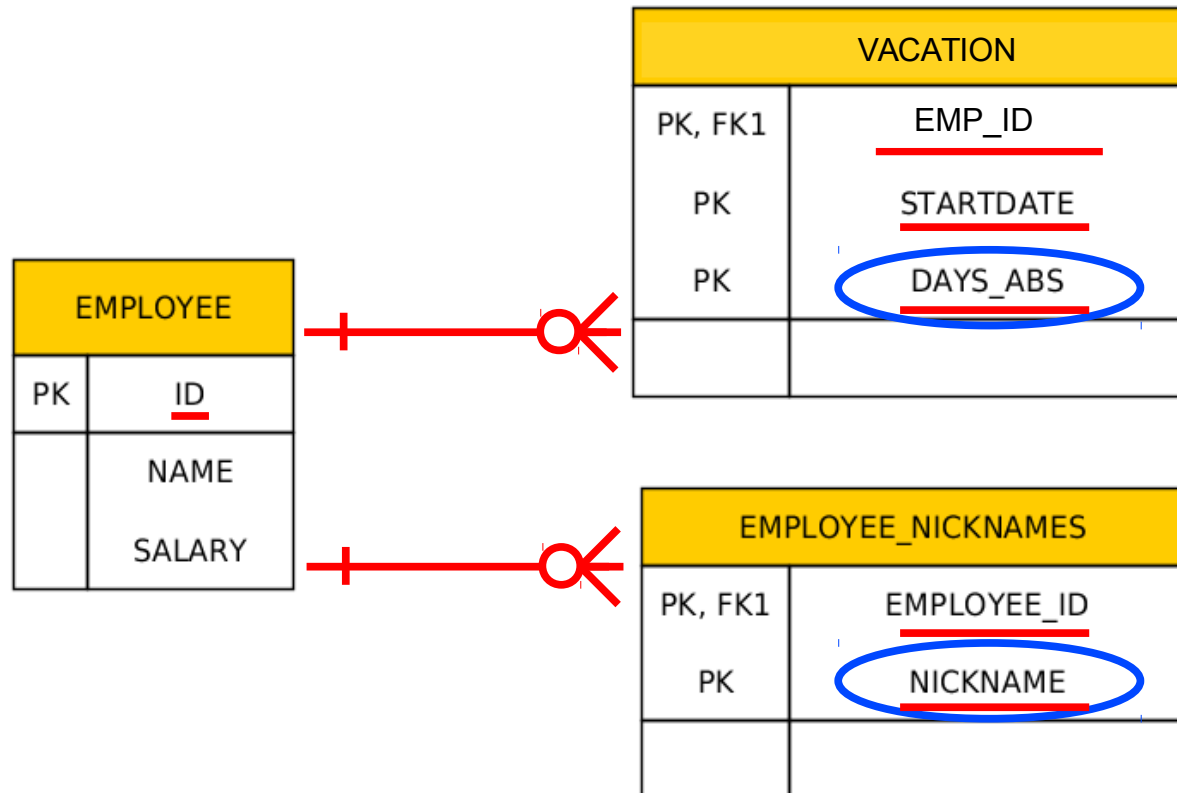 VACATION
PK, FK1 EMP_ID
PK STARTDATE
PK DAYS_ABS
EMPLOYEE
PK ID
NAME
SALARY
EMPLOYEE_NICKNAMES
PK, FK1 EMPLOYEE_ID
PK NICKNAME